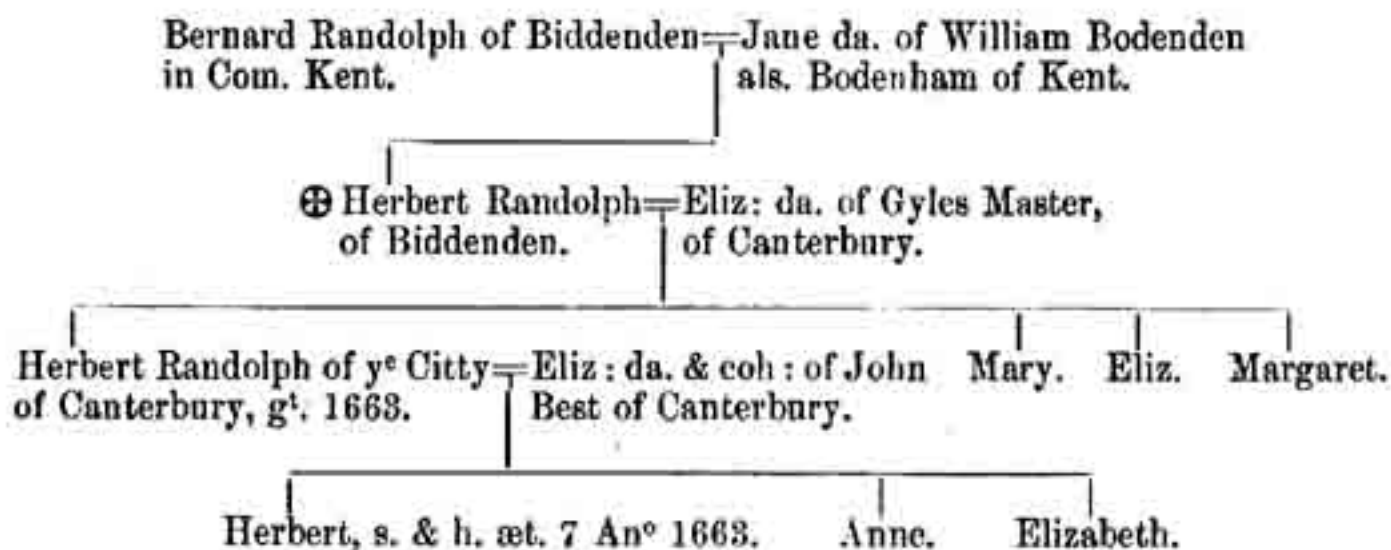 Bernard Randolph of Biddenden=Jane da. of William Bodenden
in Com. Kent. als. Bodenham of Kent.
⊕ Herbert Randolph=Eliz: da. of Gyles Master,
of Biddenden. of Canterbury.
Herbert Randolph of yᵉ Citty=Eliz : da. & coh : of John Mary. Eliz. Margaret.
of Canterbury, gᵗ. 1663. Best of Canterbury.
Herbert, s. & h. æt. 7 Anº 1663. Anne. Elizabeth.